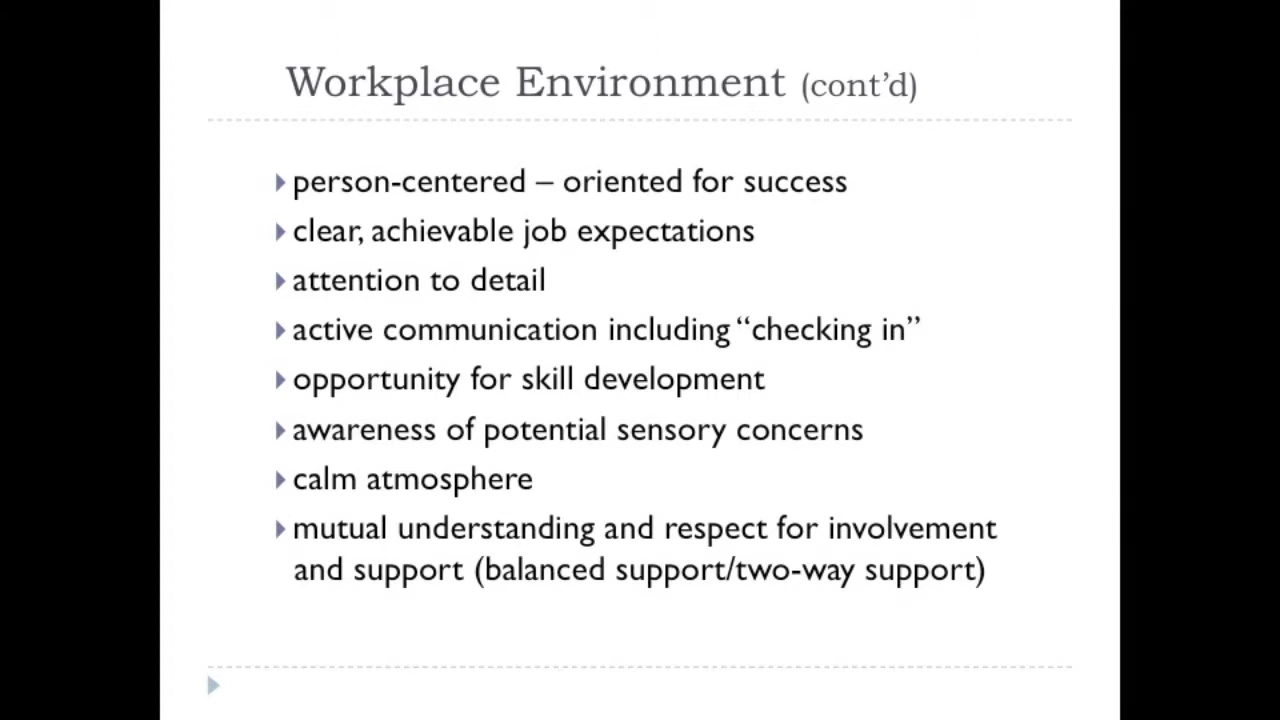 Workplace Environment (cont’d)
person-centered – oriented for success
clear, achievable job expectations
attention to detail
active communication including “checking in”
opportunity for skill development
awareness of potential sensory concerns
calm atmosphere
mutual understanding and respect for involvement
and support (balanced support/two-way support)